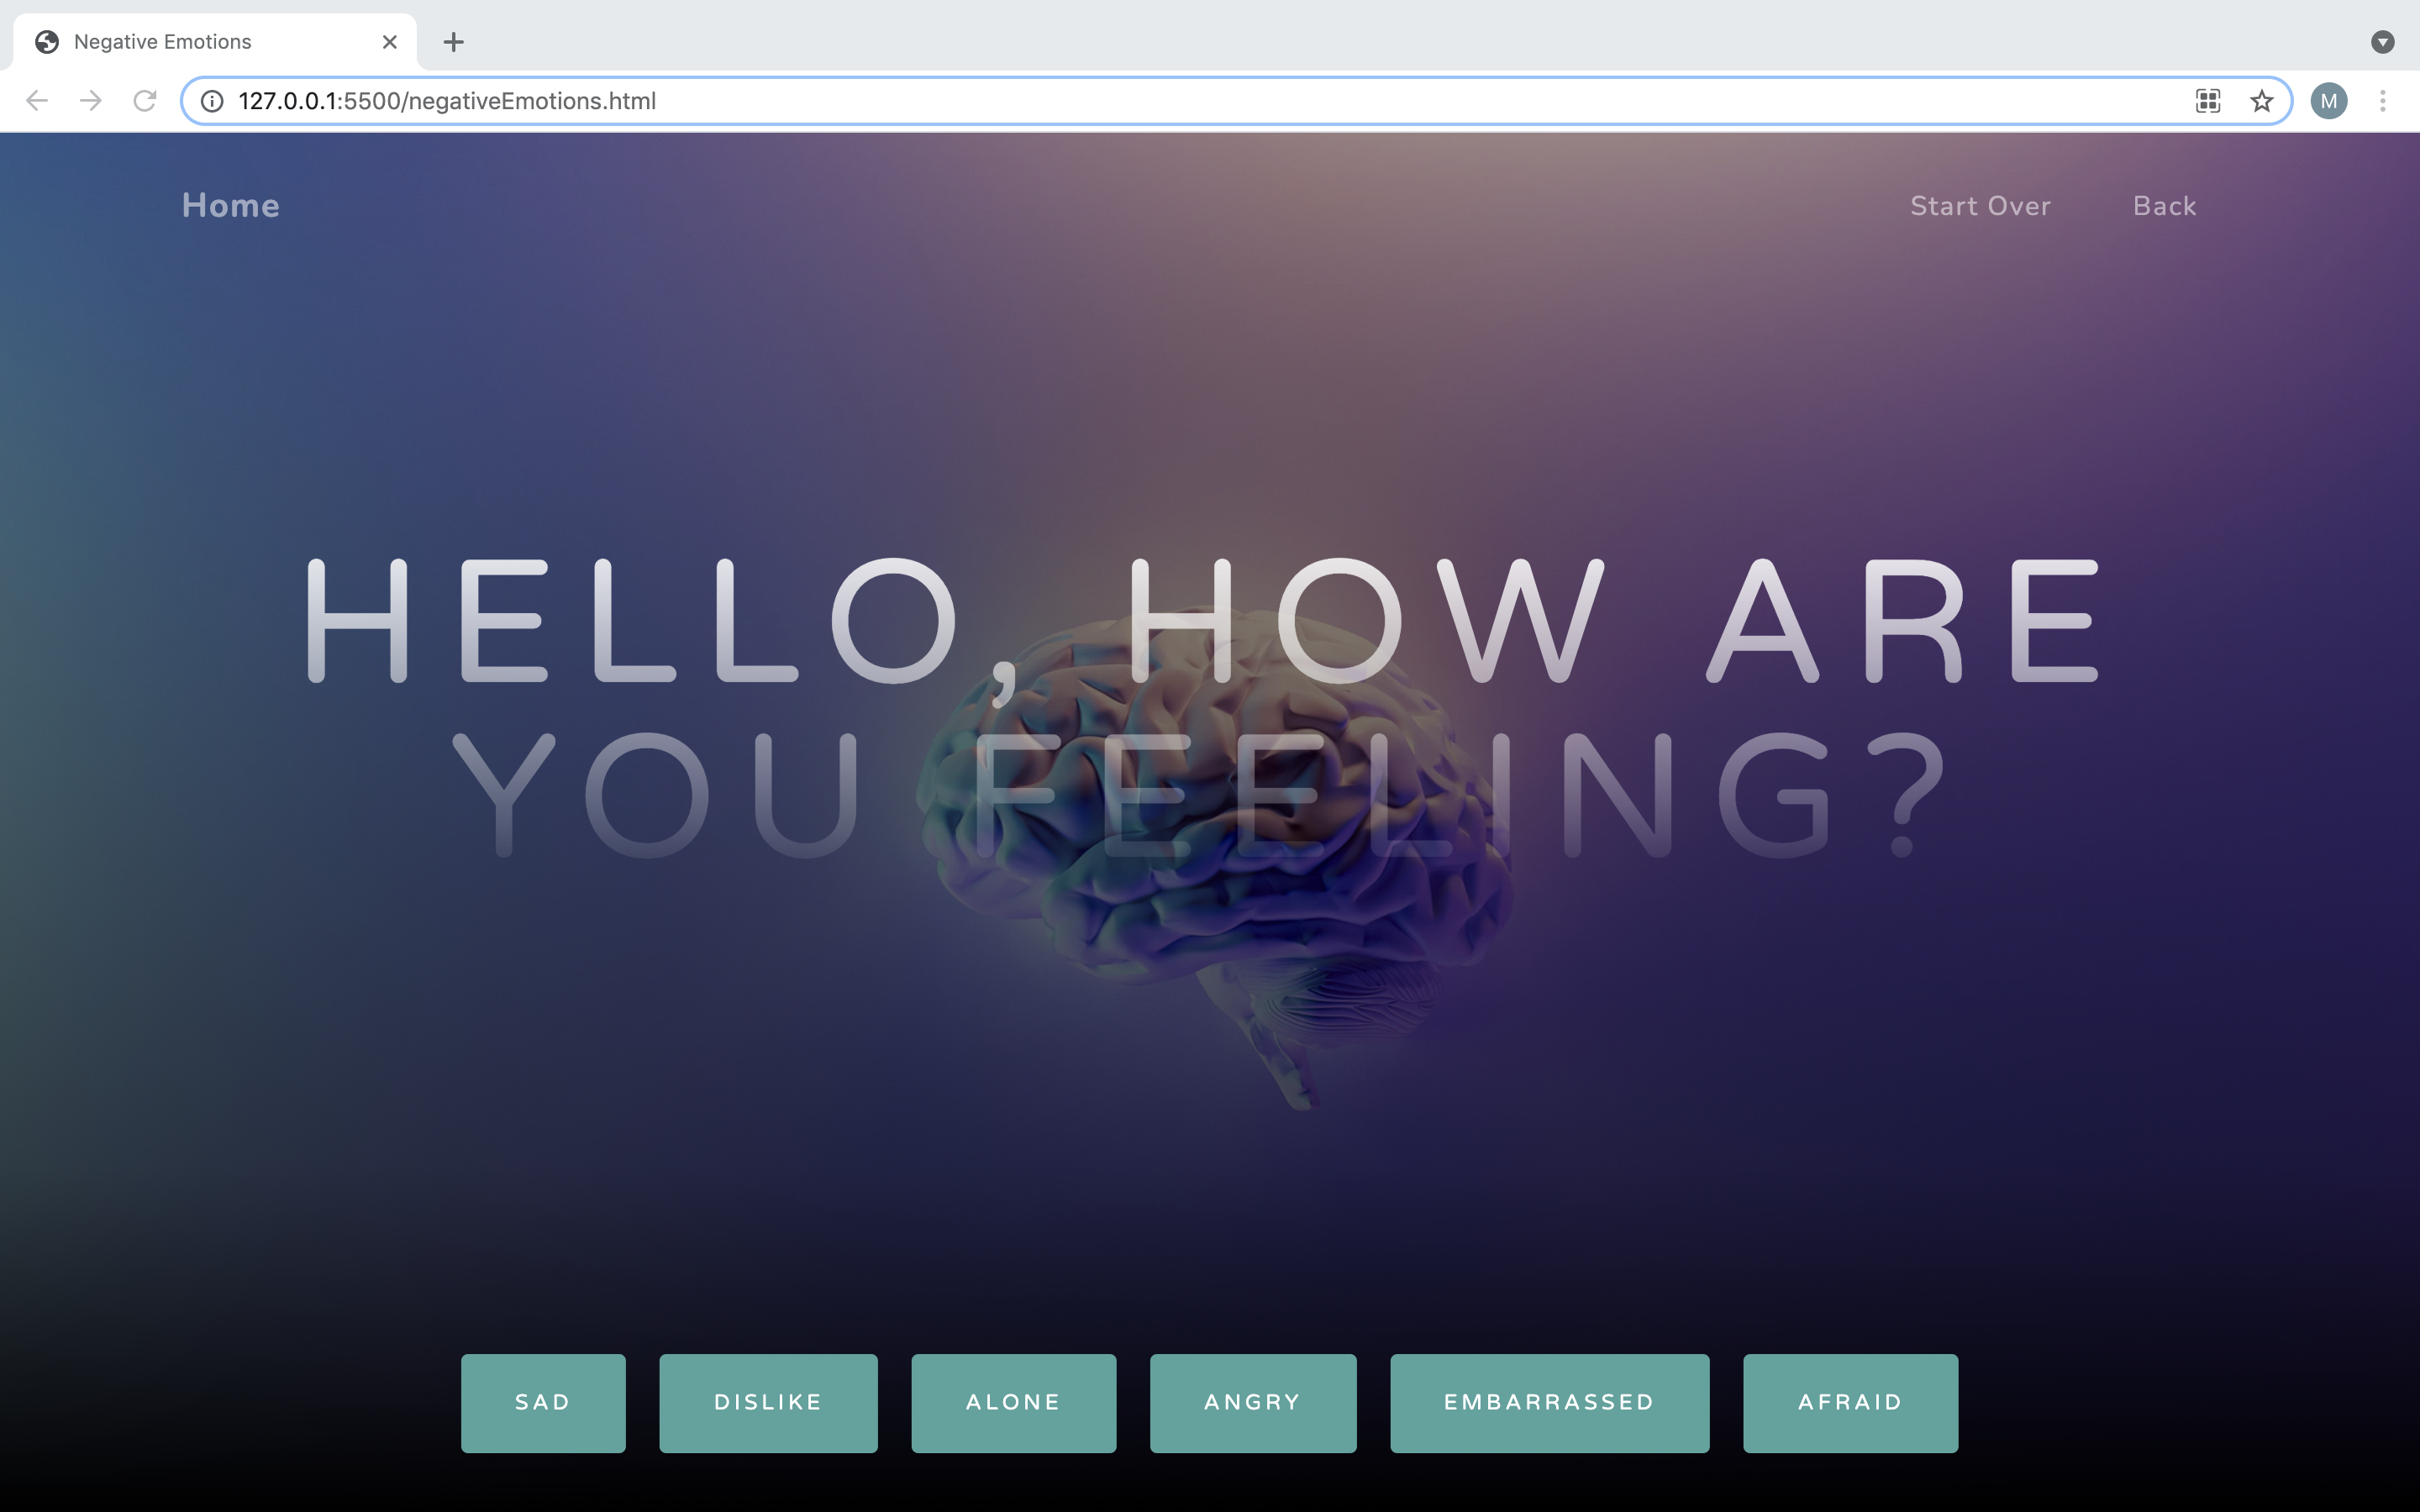 Negative Emotions
127.0.0.1:5500/negativeEmotions.html
M
Home
Start Over
Back
HELLO, HOW ARE
YOU FEELING?
SAD
DISLIKE
ALONE
ANGRY
EMBARRASSED
AFRAID